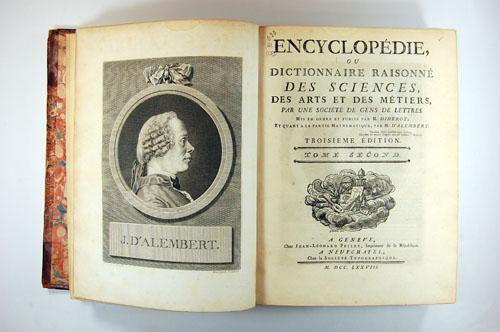 J. D'ALEMBERT.
ENCYCLOPÉDIE,
OU
DICTIONNAIRE RAISONNÉ
DES SCIENCES,
DES ARTS ET DES MÉTIERS,
PAR UNE SOCIÉTÉ DE GENS DE LETTRES.
MIS EN ORDRE ET PUBLIÉ PAR M. DIDEROT;
ET QUANT A LA PARTIE MATHÉMATIQUE, PAR M. D'ALEMBERT.
TROISIEME ÉDITION.
TOME SECOND.
A GENEVE,
Chez JEAN-LÉONARD PELLET, Imprimeur de la République.
A NEUFCHATEL,
Chez la SOCIÉTÉ TYPOGRAPHIQUE.
M. DCC. LXXVIII.